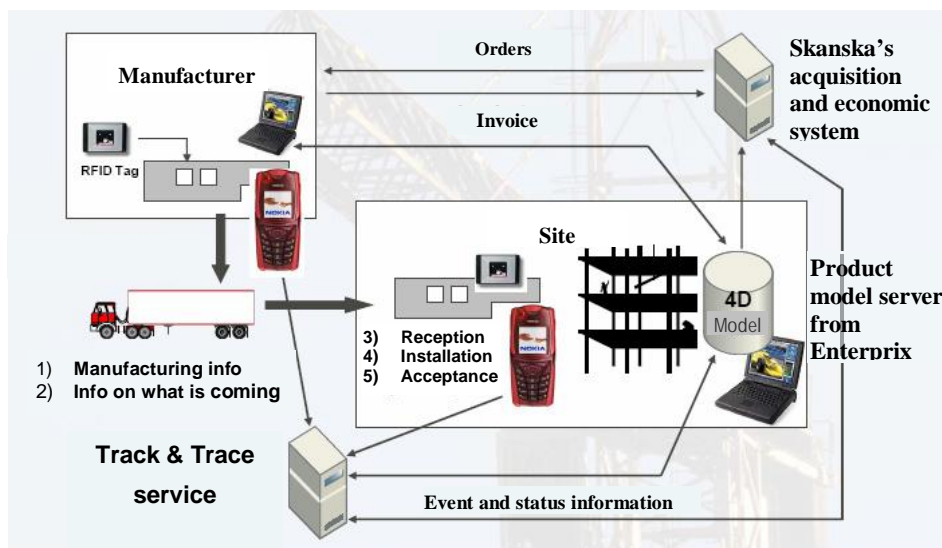 Orders
Skanska's
acquisition
and economic
system
Manufacturer
Invoice
RFID Tag
NOKIA
Site
Product
model server
from
Enterprix
4D
Model
3) Reception
4) Installation
5) Acceptance
NOKIA
1) Manufacturing info
2) Info on what is coming
Track & Trace
service
Event and status information